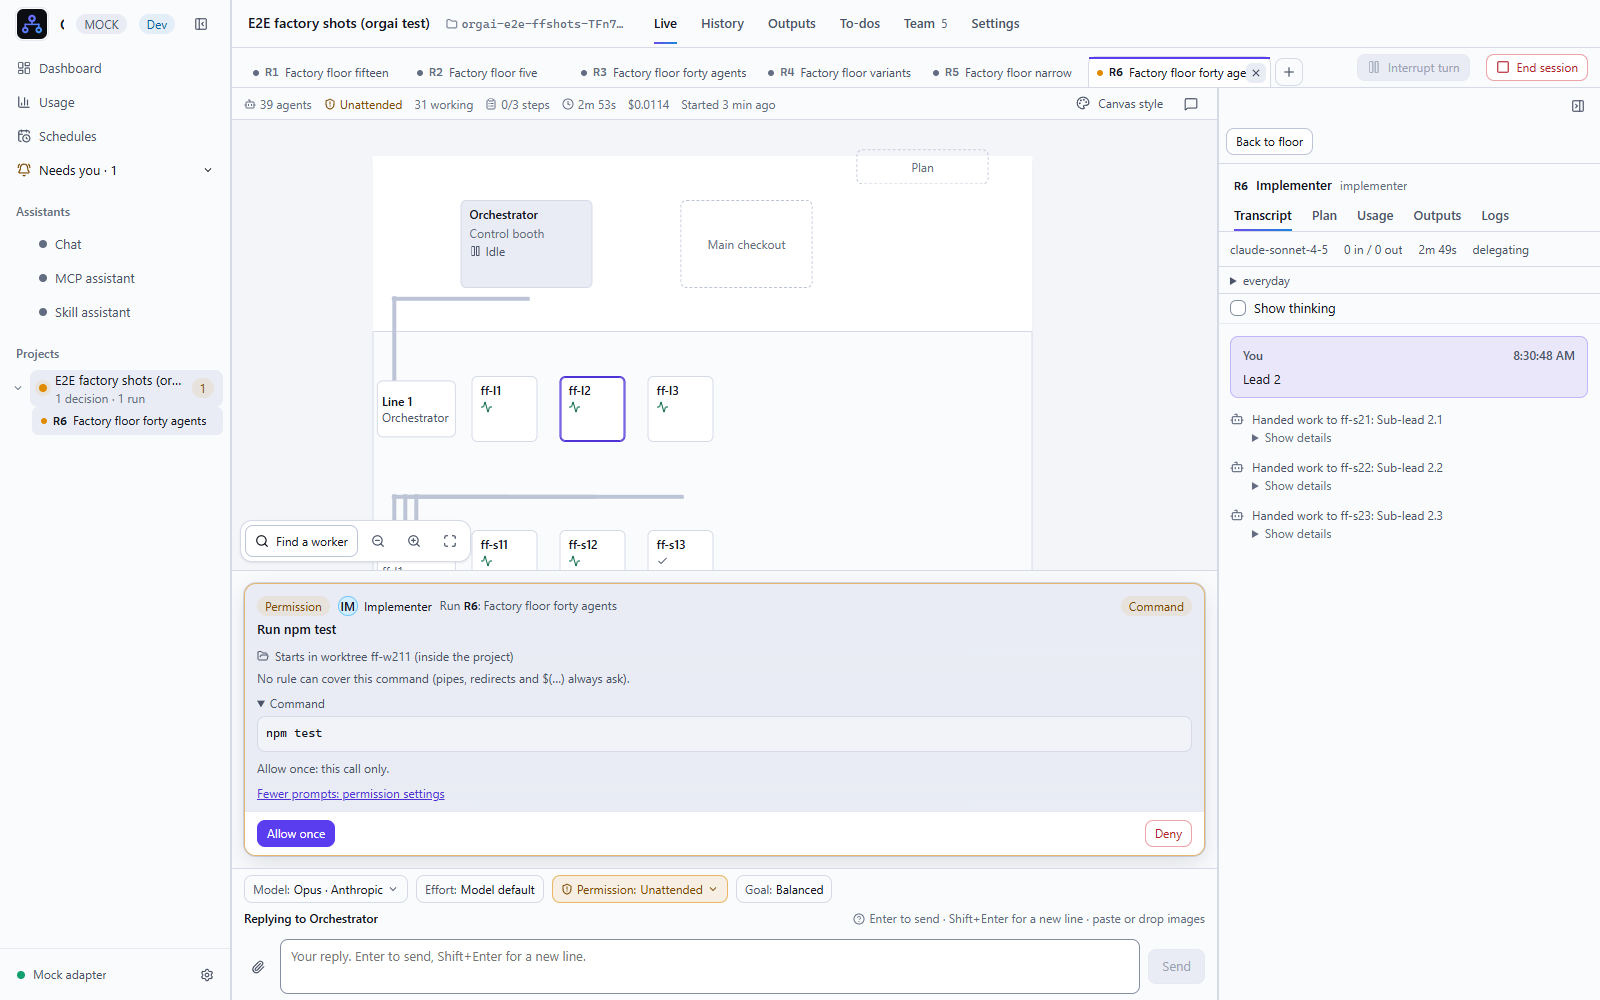 MOCK
Dev
Dashboard
Usage
Schedules
Needs you · 1
Assistants
Chat
MCP assistant
Skill assistant
Projects
E2E factory shots (or...
1
1 decision · 1 run
R6 Factory floor forty agents
Mock adapter
E2E factory shots (orgai test)
orgai-e2e-ffshots-TFn7...
Live
History
Outputs
To-dos
Team 5
Settings
R1 Factory floor fifteen
R2 Factory floor five
R3 Factory floor forty agents
R4 Factory floor variants
R5 Factory floor narrow
R6 Factory floor forty age
Interrupt turn
End session
39 agents
Unattended
31 working
0/3 steps
2m 53s
$0.0114
Started 3 min ago
Canvas style
Plan
Orchestrator
Control booth
Idle
Main checkout
Line 1
Orchestrator
ff-l1
ff-l2
ff-l3
ff-s11
ff-s12
ff-s13
Find a worker
Permission
IM Implementer
Run R6: Factory floor forty agents
Command
Run npm test
Starts in worktree ff-w211 (inside the project)
No rule can cover this command (pipes, redirects and $(...) always ask).
Command
npm test
Allow once: this call only.
Fewer prompts: permission settings
Allow once
Deny
Model: Opus · Anthropic
Effort: Model default
Permission: Unattended
Goal: Balanced
Replying to Orchestrator
Enter to send · Shift+Enter for a new line · paste or drop images
Your reply. Enter to send, Shift+Enter for a new line.
Send
Back to floor
R6 Implementer implementer
Transcript
Plan
Usage
Outputs
Logs
claude-sonnet-4-5
0 in / 0 out
2m 49s
delegating
everyday
Show thinking
You
8:30:48 AM
Lead 2
Handed work to ff-s21: Sub-lead 2.1
Show details
Handed work to ff-s22: Sub-lead 2.2
Show details
Handed work to ff-s23: Sub-lead 2.3
Show details